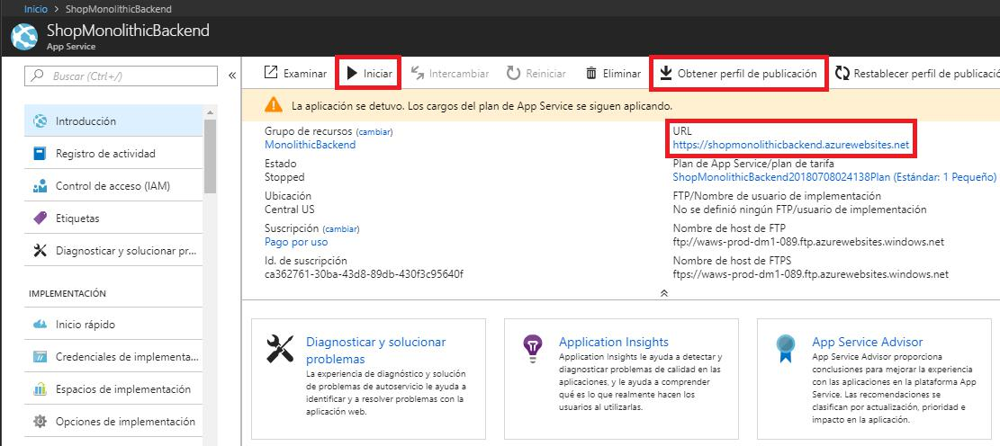 Inicio > ShopMonolithicBackend
ShopMonolithicBackend
App Service
Buscar (Ctrl+/)
Introducción
Registro de actividad
Control de acceso (IAM)
Etiquetas
Diagnosticar y solucionar pr...
IMPLEMENTACIÓN
Inicio rápido
Credenciales de implementa...
Espacios de implementación
Opciones de implementación
Examinar Iniciar Intercambiar Reiniciar Eliminar Obtener perfil de publicación Restablecer perfil de publicació
La aplicación se detuvo. Los cargos del plan de App Service se siguen aplicando.
Grupo de recursos (cambiar)
MonolithicBackend
Estado
Stopped
Ubicación
Central US
Suscripción (cambiar)
Pago por uso
Id. de suscripción
ca362761-30ba-43d8-89db-430f3c95640f
URL
https://shopmonolithicbackend.azurewebsites.net
Plan de App Service/plan de tarifa
ShopMonolithicBackend20180708024138Plan (Estándar: 1 Pequeño)
FTP/Nombre de usuario de implementación
No se definió ningún FTP/usuario de implementación
Nombre de host de FTP
ftp://waws-prod-dm1-089.ftp.azurewebsites.windows.net
Nombre de host de FTPS
ftps://waws-prod-dm1-089.ftp.azurewebsites.windows.net
Diagnosticar y solucionar
problemas
La experiencia de diagnóstico y solución
de problemas de autoservicio le ayuda a
identificar y a resolver problemas con la
aplicación web.
Application Insights
Application Insights le ayuda a detectar y
diagnosticar problemas de calidad en las
aplicaciones, y le ayuda a comprender
qué es lo que realmente hacen los
usuarios al utilizarlas.
App Service Advisor
App Service Advisor proporciona
conclusiones para mejorar la experiencia
con las aplicaciones en la plataforma App
Service. Las recomendaciones se
clasifican por actualización, prioridad e
impacto en la aplicación.